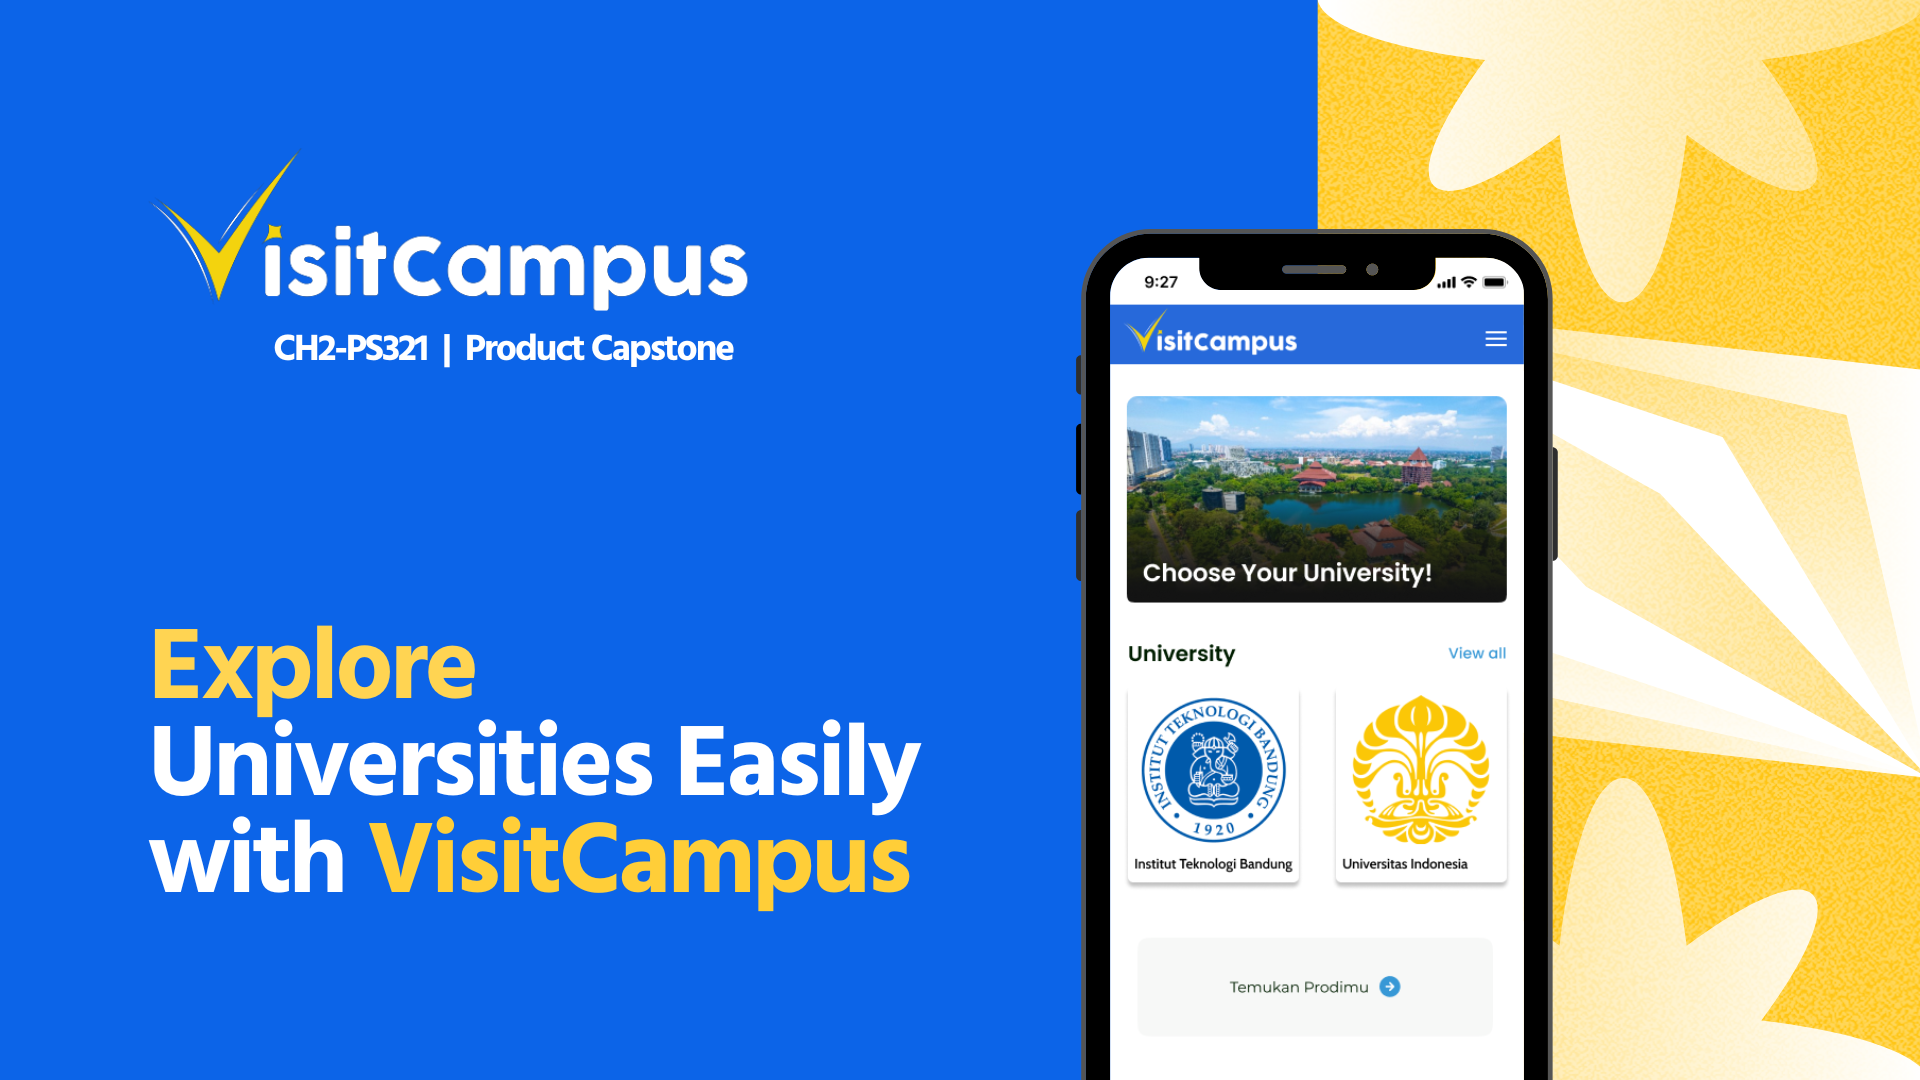 VisitCampus
CH2-PS321 | Product Capstone
Explore
Universities Easily
with VisitCampus
9:27
VisitCampus
Choose Your University!
University
View all
INSTITUT TEKNOLOGI BANDUNG
1920
Institut Teknologi Bandung
Universitas Indonesia
Temukan Prodimu